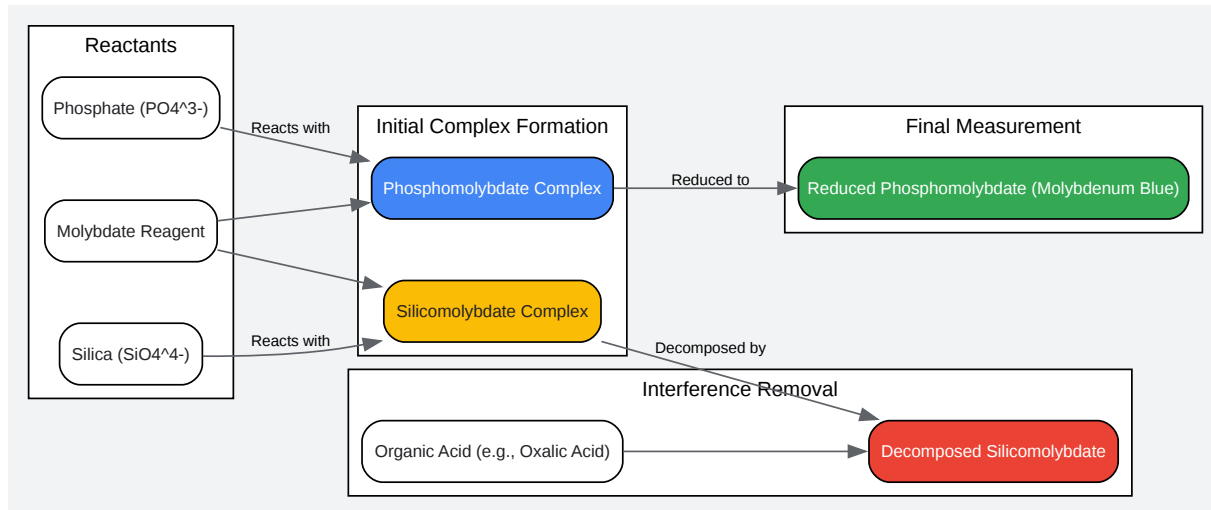 Reactants
Phosphate (PO4^3-)
Molybdate Reagent
Silica (SiO4^4-)
Reacts with
Reacts with
Initial Complex Formation
Phosphomolybdate Complex
Silicomolybdate Complex
Reduced to
Final Measurement
Reduced Phosphomolybdate (Molybdenum Blue)
Decomposed by
Interference Removal
Organic Acid (e.g., Oxalic Acid)
Decomposed Silicomolybdate